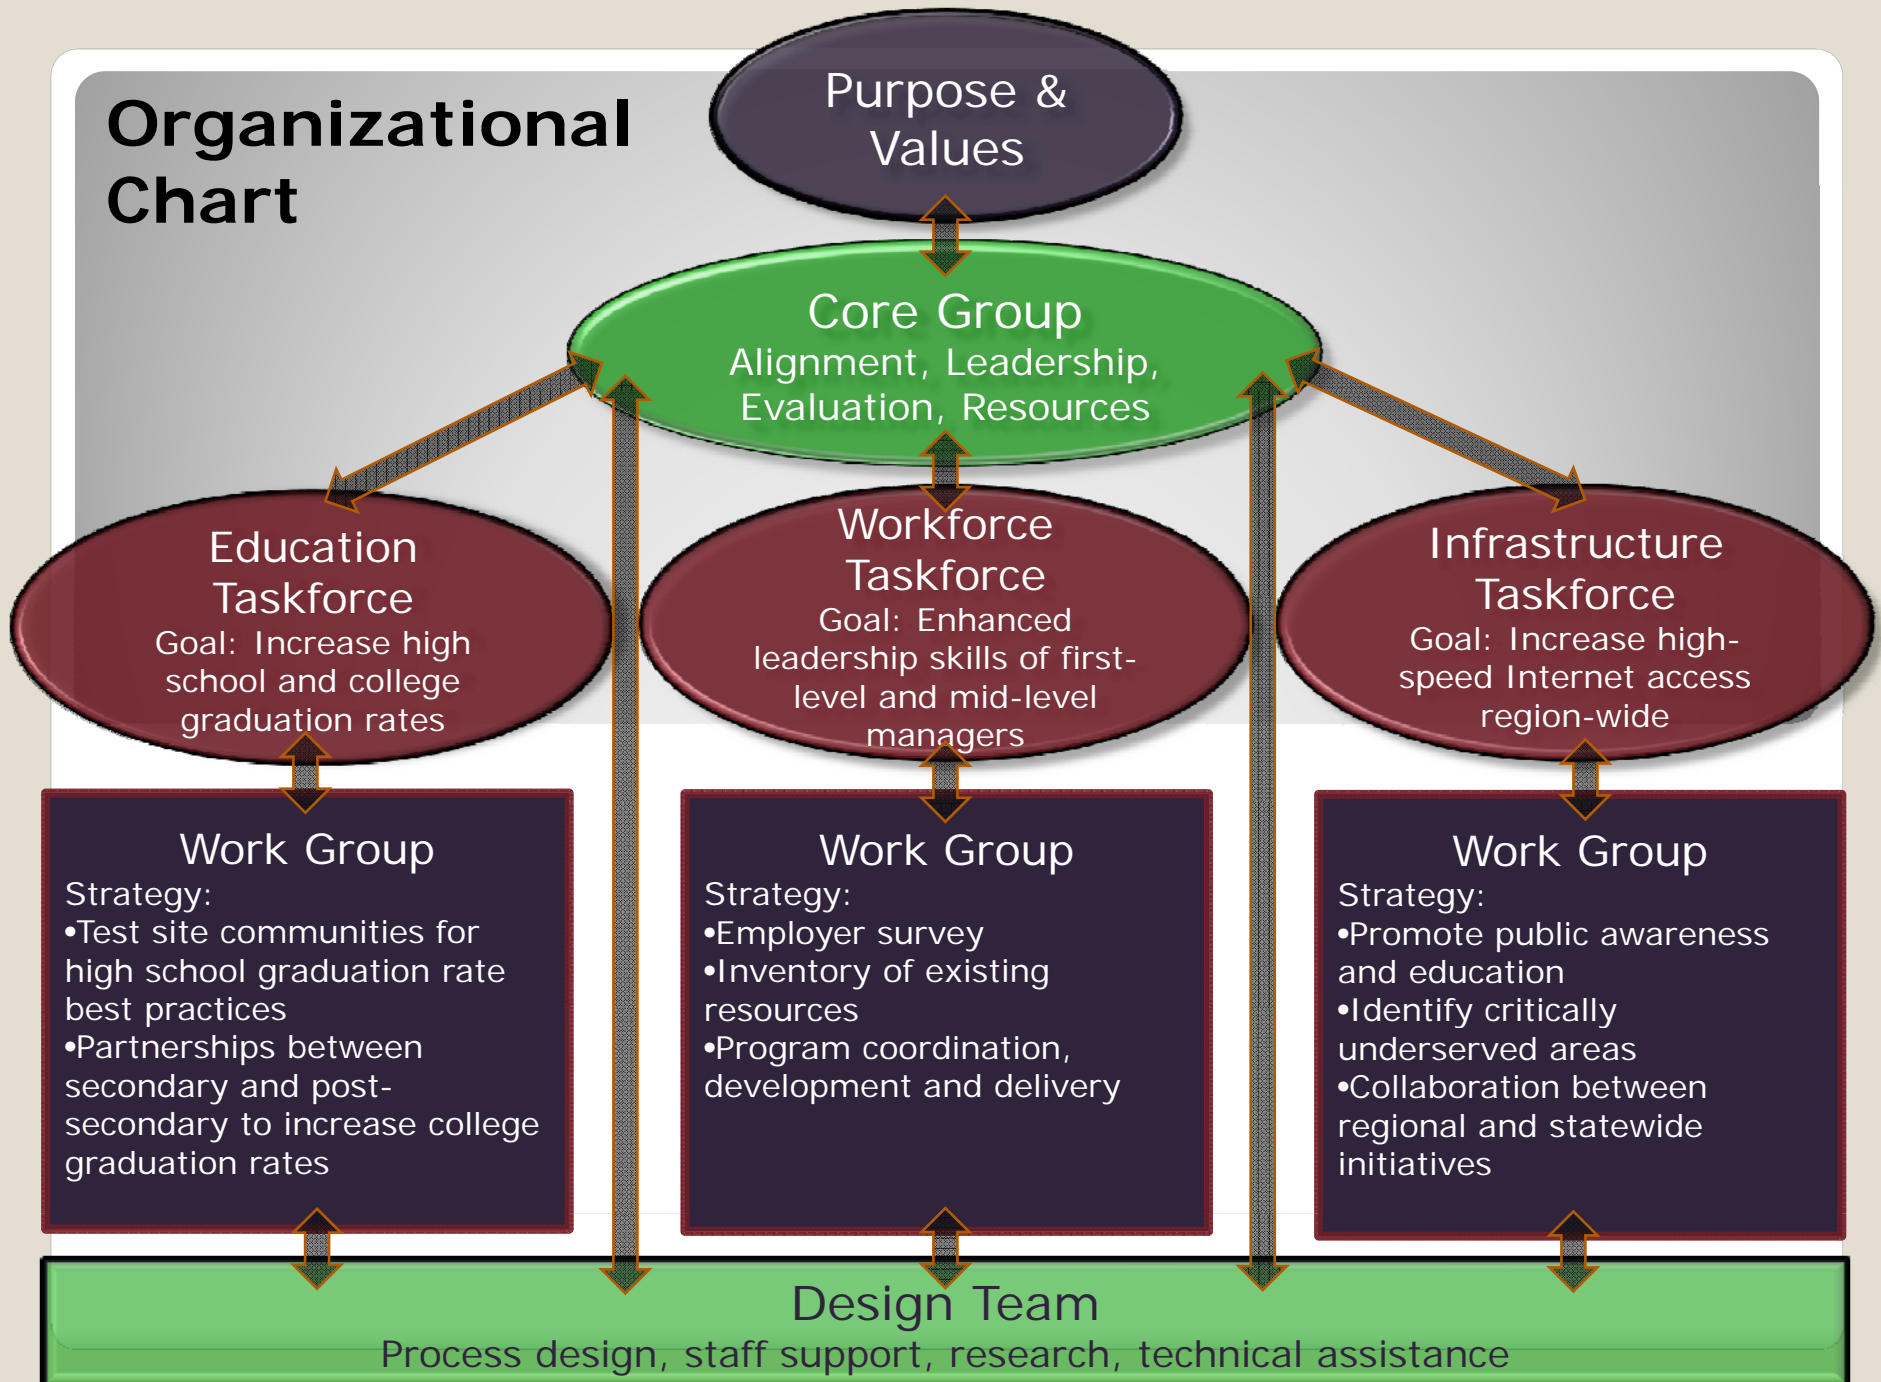 Organizational
Chart
Purpose &
Values
Core Group
Alignment, Leadership,
Evaluation, Resources
Education
Taskforce
Goal: Increase high
school and college
graduation rates
Workforce
Taskforce
Goal: Enhanced
leadership skills of first-
level and mid-level
managers
Infrastructure
Taskforce
Goal: Increase high-
speed Internet access
region-wide
Work Group
Strategy:
•Test site communities for
high school graduation rate
best practices
•Partnerships between
secondary and post-
secondary to increase college
graduation rates
Work Group
Strategy:
•Employer survey
•Inventory of existing
resources
•Program coordination,
development and delivery
Work Group
Strategy:
•Promote public awareness
and education
•Identify critically
underserved areas
•Collaboration between
regional and statewide
initiatives
Design Team
Process design, staff support, research, technical assistance